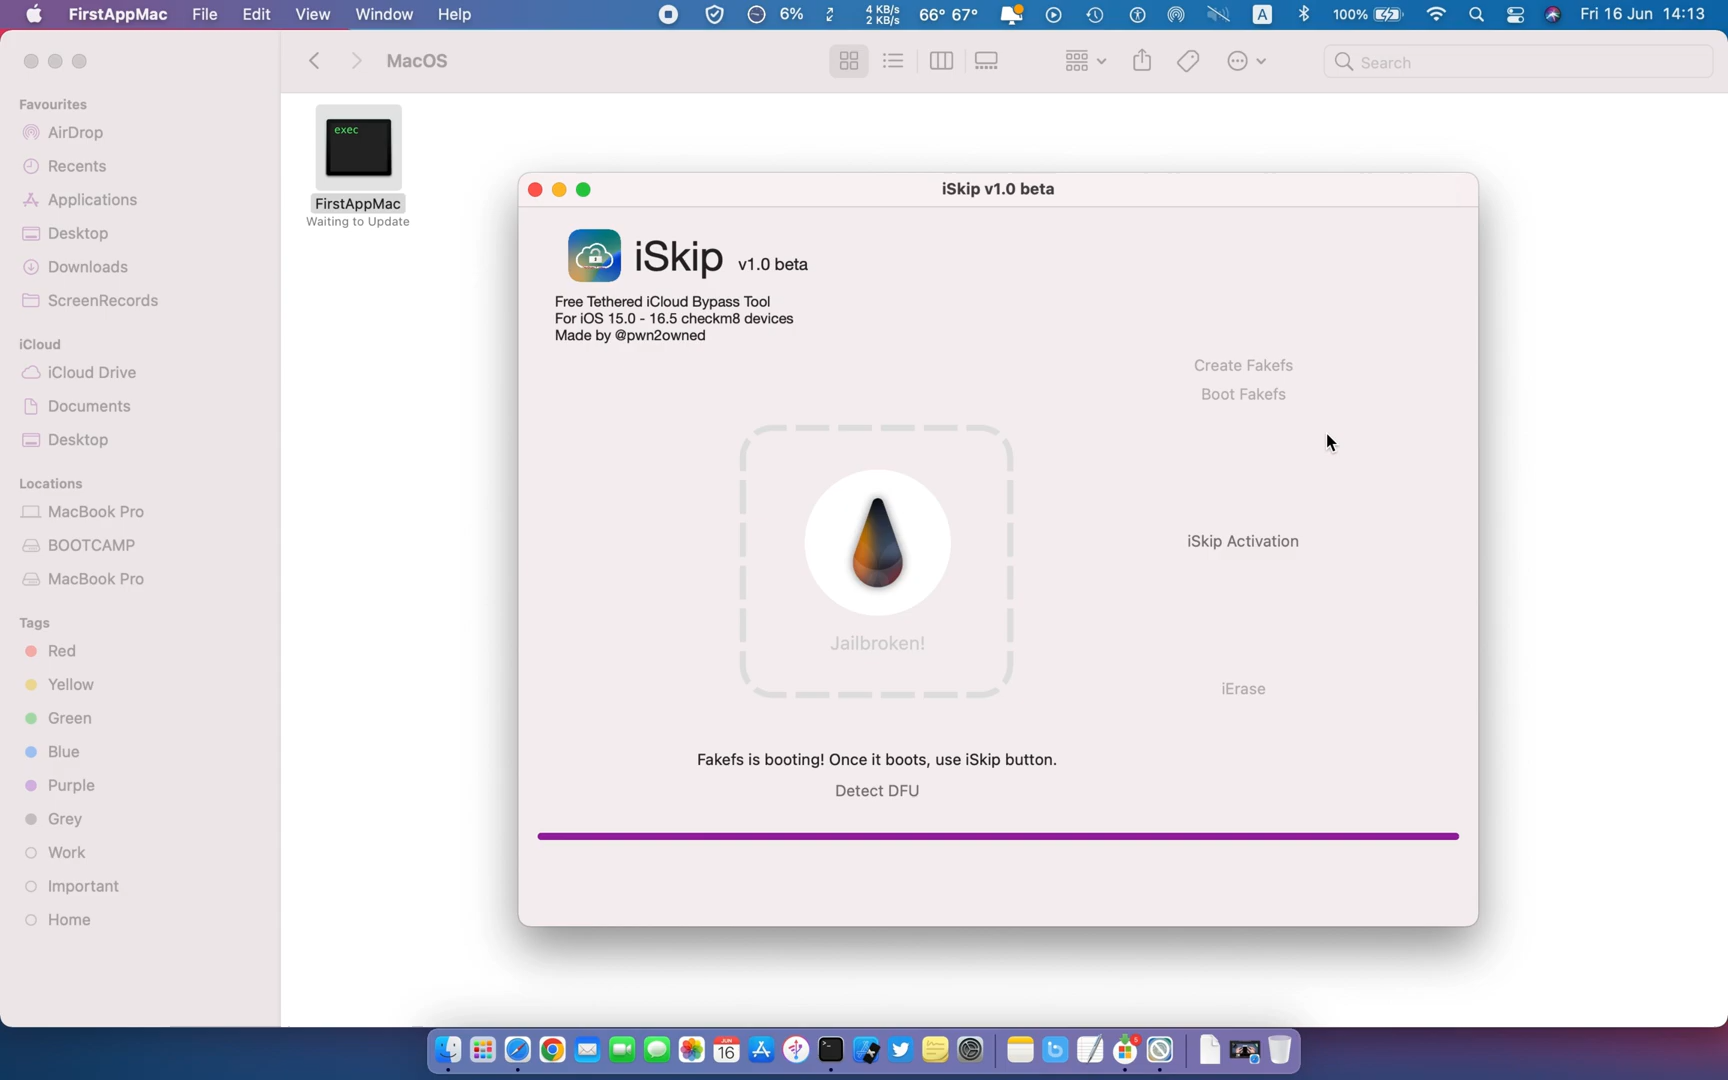 FirstAppMac File Edit View Window Help 6% 4 KB/s 2 KB/s 66° 67° A 100% Fri 16 Jun 14:13
MacOS
Search
Favourites
AirDrop
Recents
Applications
Desktop
Downloads
ScreenRecords
iCloud
iCloud Drive
Documents
Desktop
Locations
MacBook Pro
BOOTCAMP
MacBook Pro
Tags
Red
Yellow
Green
Blue
Purple
Grey
Work
Important
Home
exec
FirstAppMac
Waiting to Update
iSkip v1.0 beta
iSkip v1.0 beta
Free Tethered iCloud Bypass Tool
For iOS 15.0 - 16.5 checkm8 devices
Made by @pwn2owned
Create Fakefs
Boot Fakefs
iSkip Activation
Jailbroken!
iErase
Fakefs is booting! Once it boots, use iSkip button.
Detect DFU
JUN
16
5